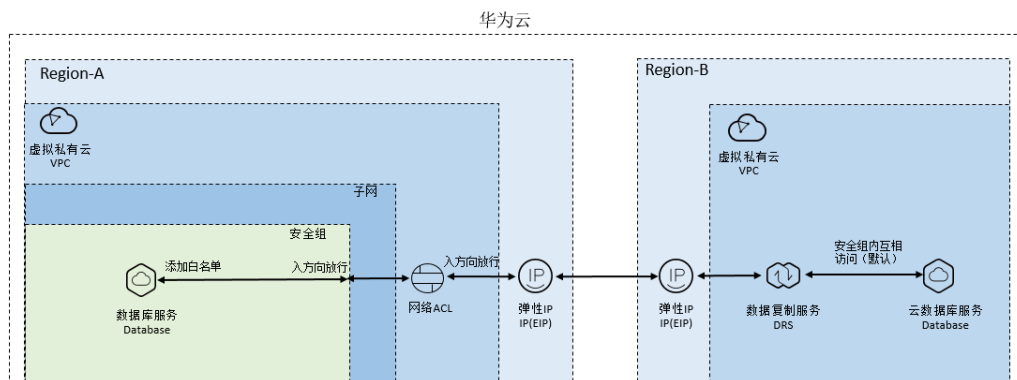 华为云
Region-A
Region-B
虚拟私有云
VPC
虚拟私有云
VPC
子网
安全组
添加白名单
入方向放行
入方向放行
安全组内互相
访问（默认）
数据库服务
Database
网络ACL
弹性IP
IP(EIP)
弹性IP
IP(EIP)
数据复制服务
DRS
云数据库服务
Database
IP
IP